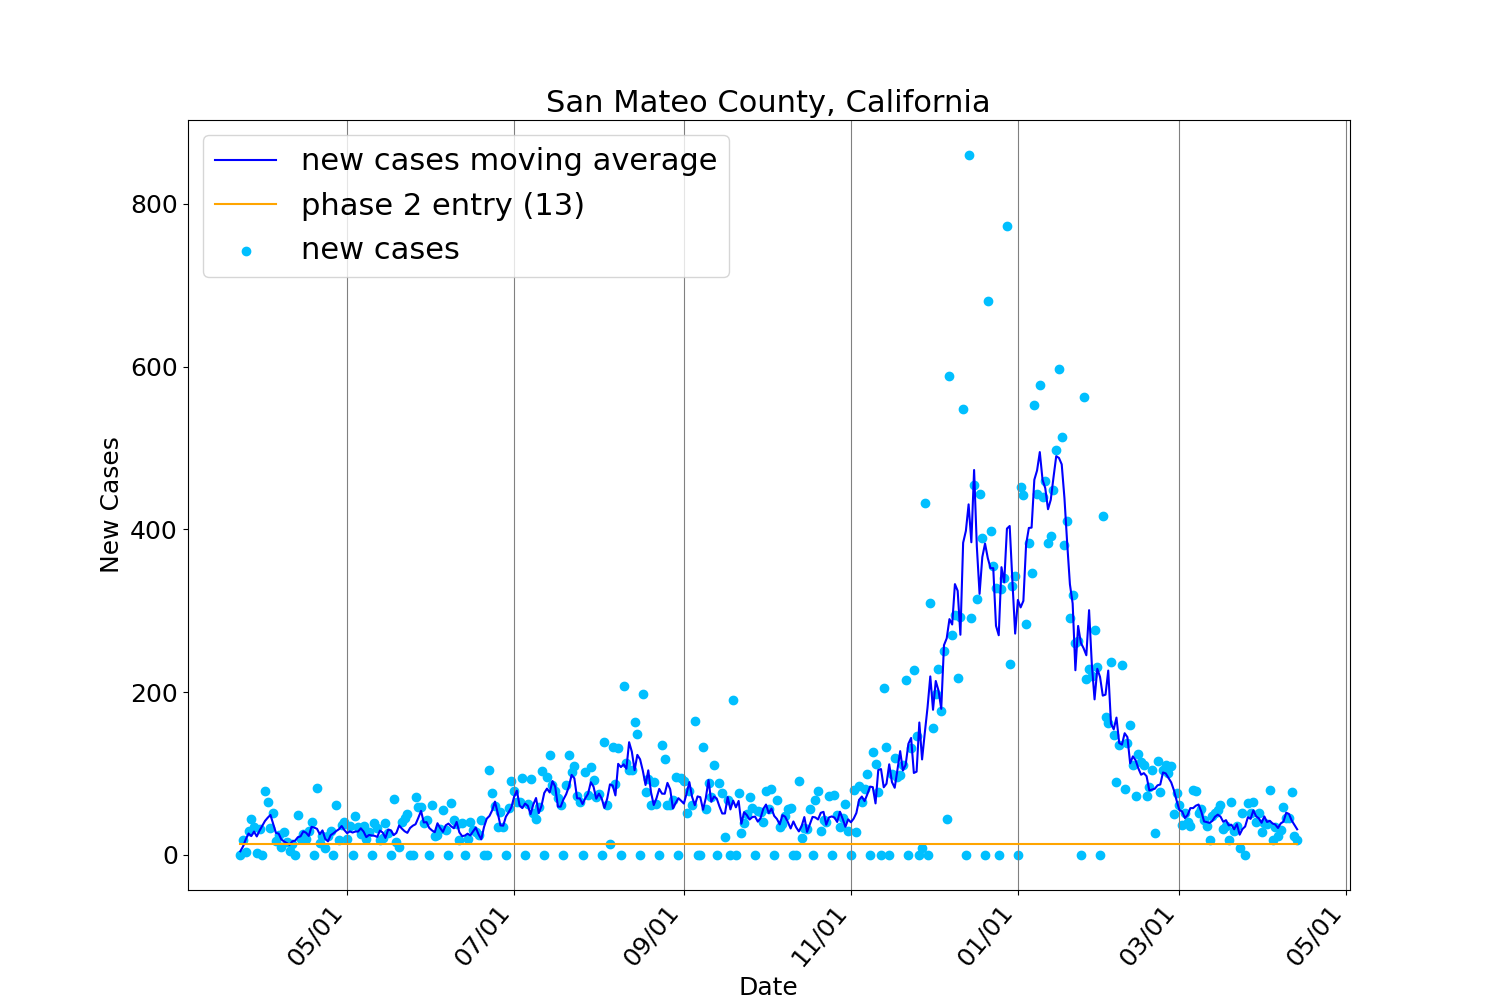 San Mateo County, California
new cases moving average
phase 2 entry (13)
new cases
New Cases
800
600
400
200
0
05/01
07/01
09/01
11/01
01/01
03/01
05/01
Date